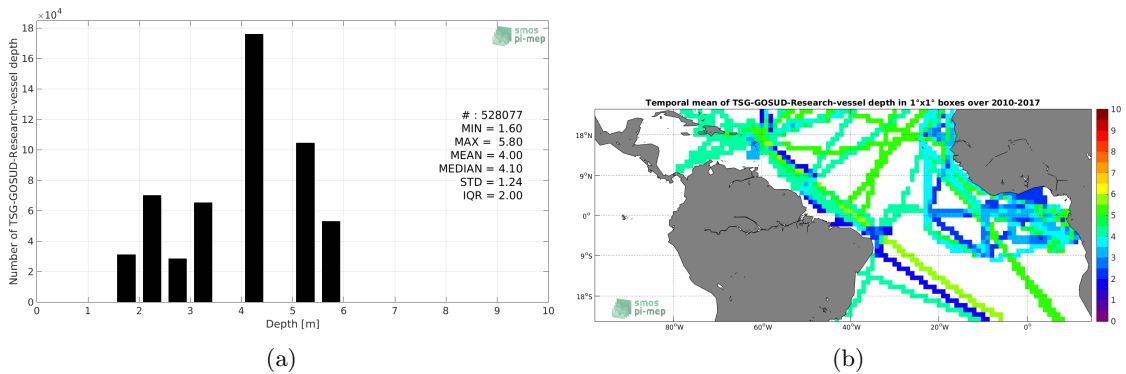 ×10⁴
18
16
14
12
10
8
6
4
2
0
Number of TSG-GOSUD-Research-vessel depth
smos
pi-mep
# : 528077
MIN = 1.60
MAX = 5.80
MEAN = 4.00
MEDIAN = 4.10
STD = 1.24
IQR = 2.00
0 1 2 3 4 5 6 7 8 9 10
Depth [m]
(a)
Temporal mean of TSG-GOSUD-Research-vessel depth in 1°x1° boxes over 2010-2017
18°N
9°N
0°
9°S
18°S
smos
pi-mep
80°W 60°W 40°W 20°W 0°
10
9
8
7
6
5
4
3
2
1
0
(b)